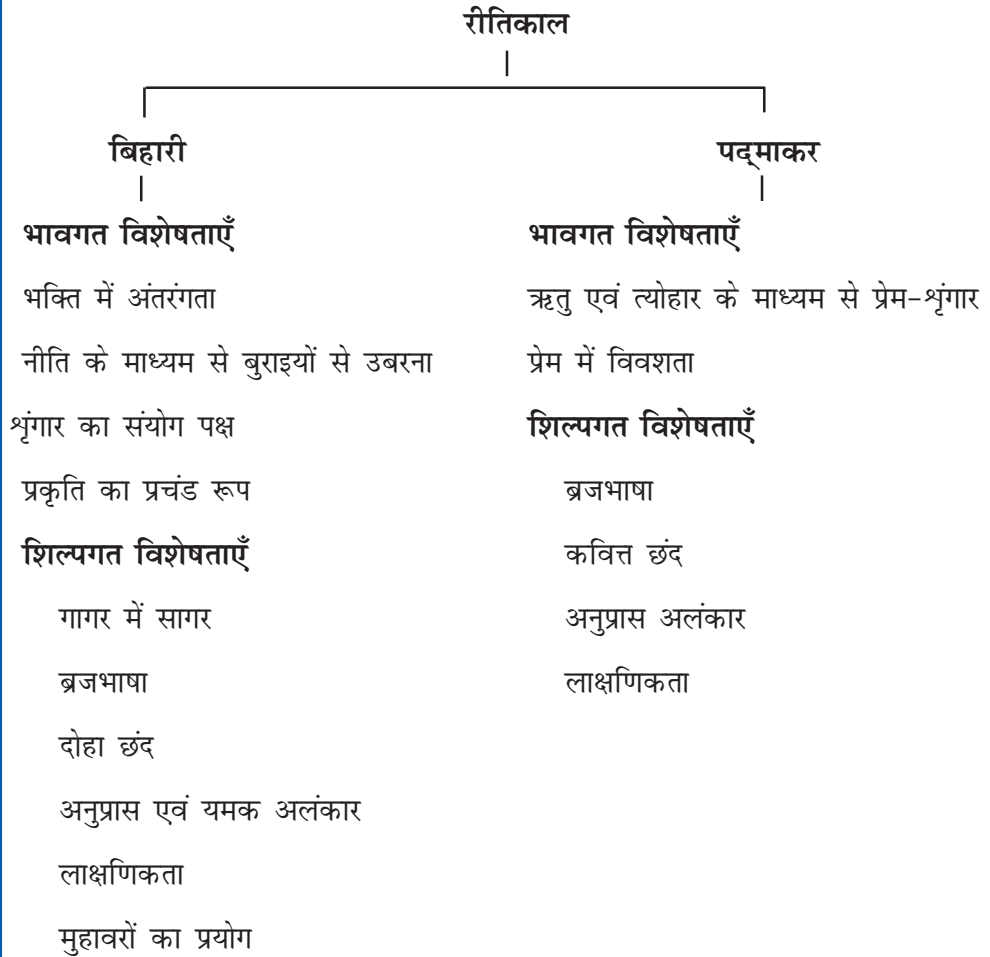 रीतिकाल
बिहारी
भावगत विशेषताएँ
भक्ति में अंतरंगता
नीति के माध्यम से बुराइयों से उबरना
शृंगार का संयोग पक्ष
प्रकृति का प्रचंड रूप
शिल्पगत विशेषताएँ
गागर में सागर
ब्रजभाषा
दोहा छंद
अनुप्रास एवं यमक अलंकार
लाक्षणिकता
मुहावरों का प्रयोग
पद्माकर
भावगत विशेषताएँ
ऋतु एवं त्योहार के माध्यम से प्रेम-शृंगार
प्रेम में विवशता
शिल्पगत विशेषताएँ
ब्रजभाषा
कवित्त छंद
अनुप्रास अलंकार
लाक्षणिकता